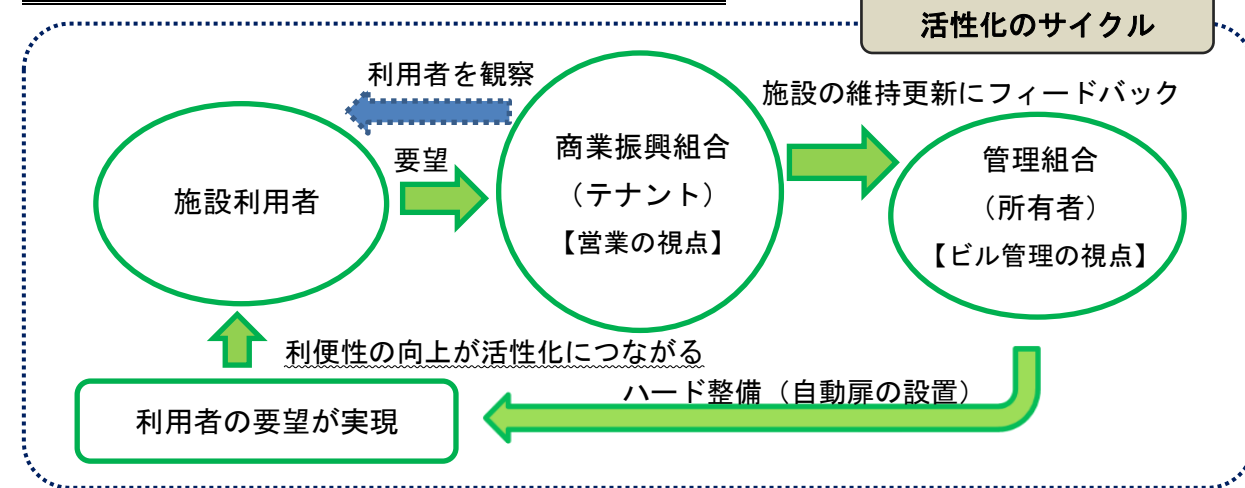 活性化のサイクル
利用者を観察
施設の維持更新にフィードバック
要望
施設利用者
商業振興組合
（テナント）
【営業の視点】
管理組合
（所有者）
【ビル管理の視点】
利便性の向上が活性化につながる
ハード整備（自動扉の設置）
利用者の要望が実現